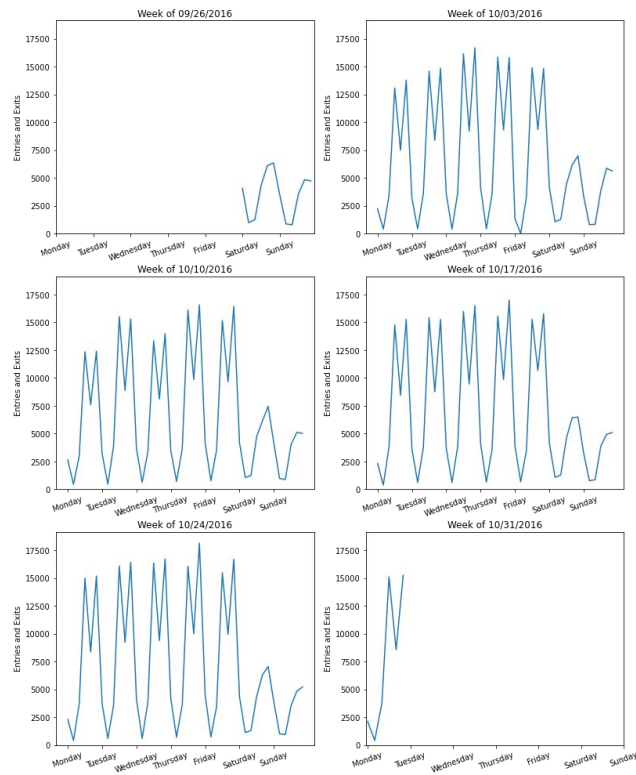 Week of 09/26/2016
Entries and Exits
17500
15000
12500
10000
7500
5000
2500
0
Monday
Tuesday
Wednesday
Thursday
Friday
Saturday
Sunday
Week of 10/03/2016
Entries and Exits
17500
15000
12500
10000
7500
5000
2500
0
Monday
Tuesday
Wednesday
Thursday
Friday
Saturday
Sunday
Week of 10/10/2016
Entries and Exits
17500
15000
12500
10000
7500
5000
2500
0
Monday
Tuesday
Wednesday
Thursday
Friday
Saturday
Sunday
Week of 10/17/2016
Entries and Exits
17500
15000
12500
10000
7500
5000
2500
0
Monday
Tuesday
Wednesday
Thursday
Friday
Saturday
Sunday
Week of 10/24/2016
Entries and Exits
17500
15000
12500
10000
7500
5000
2500
0
Monday
Tuesday
Wednesday
Thursday
Friday
Saturday
Sunday
Week of 10/31/2016
Entries and Exits
17500
15000
12500
10000
7500
5000
2500
0
Monday
Tuesday
Wednesday
Thursday
Friday
Saturday
Sunday